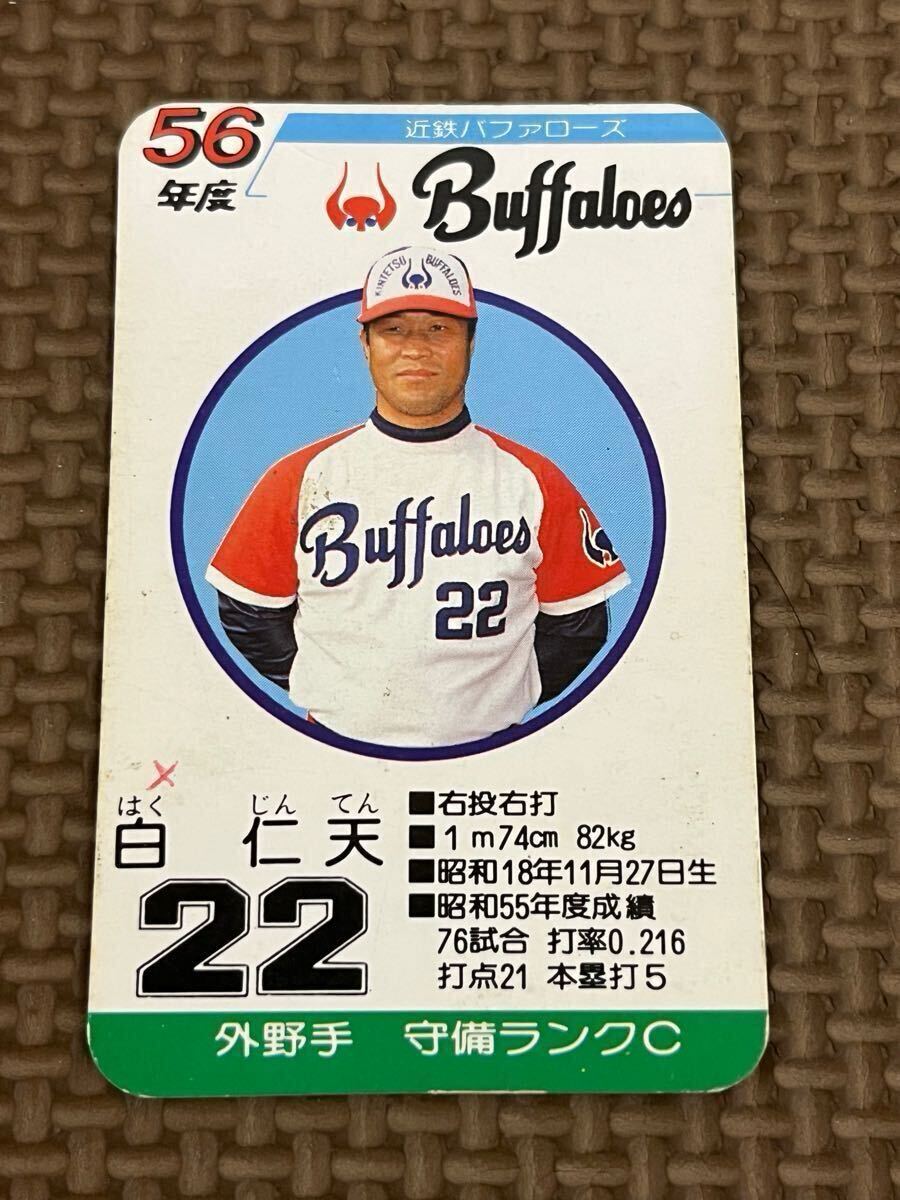 56
年度
近鉄バファローズ
Buffaloes
KINTETSU BUFFALOES
Buffaloes
22
はく じん てん
白 仁 天
22
■右投右打
■1m74cm 82kg
■昭和18年11月27日生
■昭和55年度成績
76試合 打率0.216
打点21 本塁打5
外野手 守備ランクC